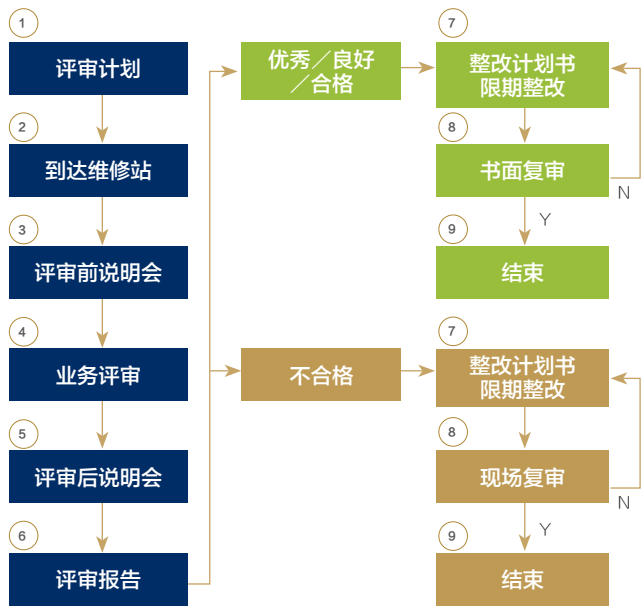 ①
评审计划
②
到达维修站
③
评审前说明会
④
业务评审
⑤
评审后说明会
⑥
评审报告
优秀／良好
／合格
⑦
整改计划书
限期整改
⑧
书面复审
N
Y
⑨
结束
不合格
⑦
整改计划书
限期整改
⑧
现场复审
N
Y
⑨
结束